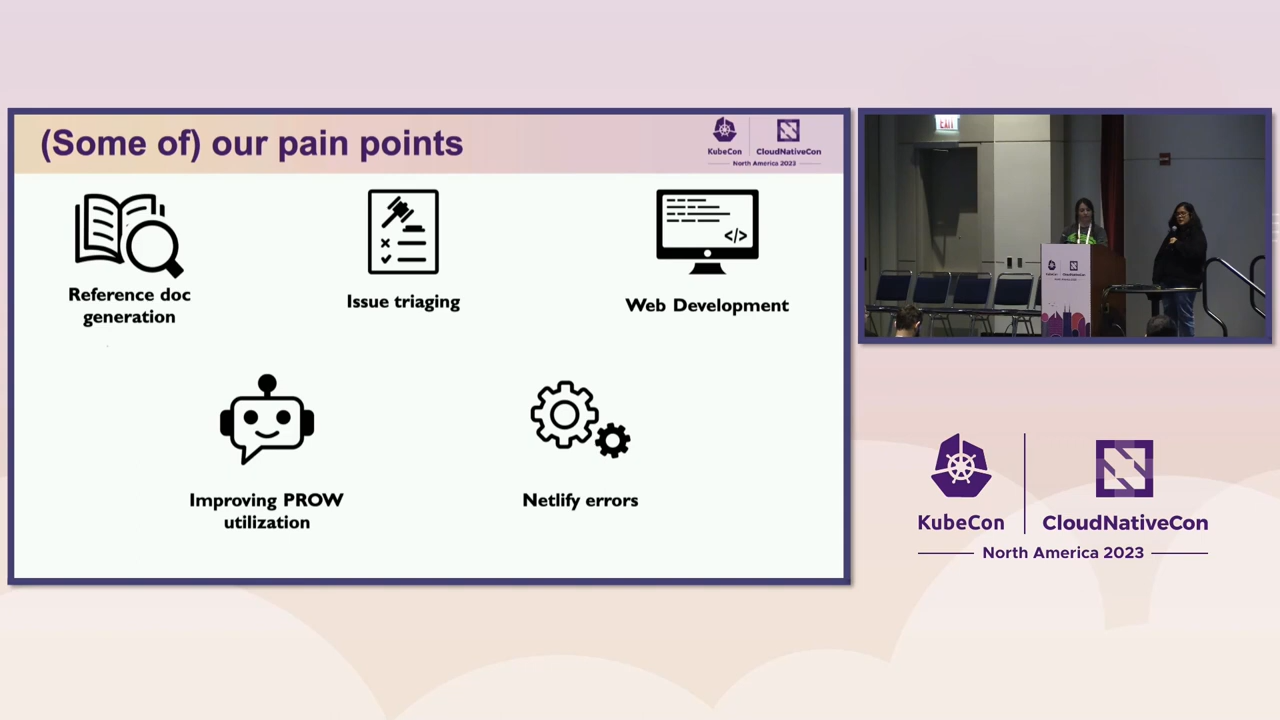 (Some of) our pain points
KubeCon
CloudNativeCon
North America 2023
Reference doc
generation
Issue triaging
</>
Web Development
Improving PROW
utilization
Netlify errors
EXIT
KubeCon
CloudNativeCon
North America 2023